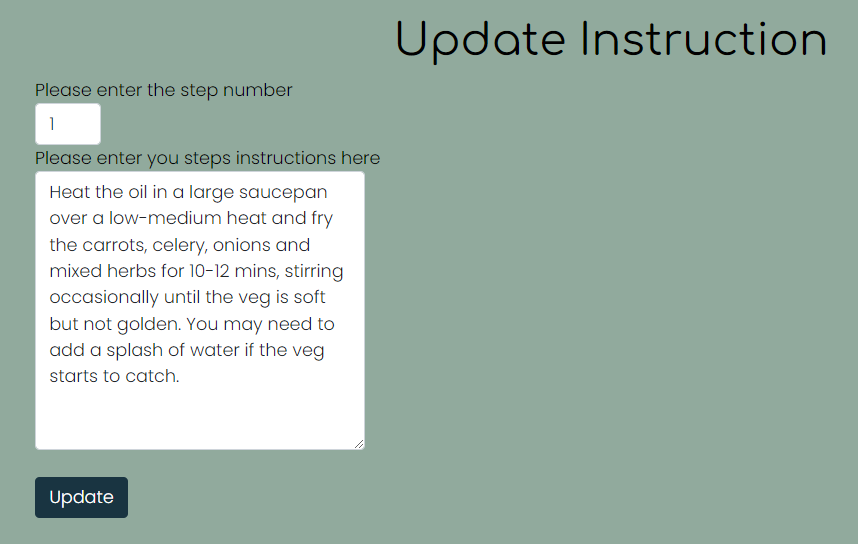 Update Instruction
Please enter the step number
1
Please enter you steps instructions here
Heat the oil in a large saucepan
over a low-medium heat and fry
the carrots, celery, onions and
mixed herbs for 10-12 mins, stirring
occasionally until the veg is soft
but not golden. You may need to
add a splash of water if the veg
starts to catch.
Update